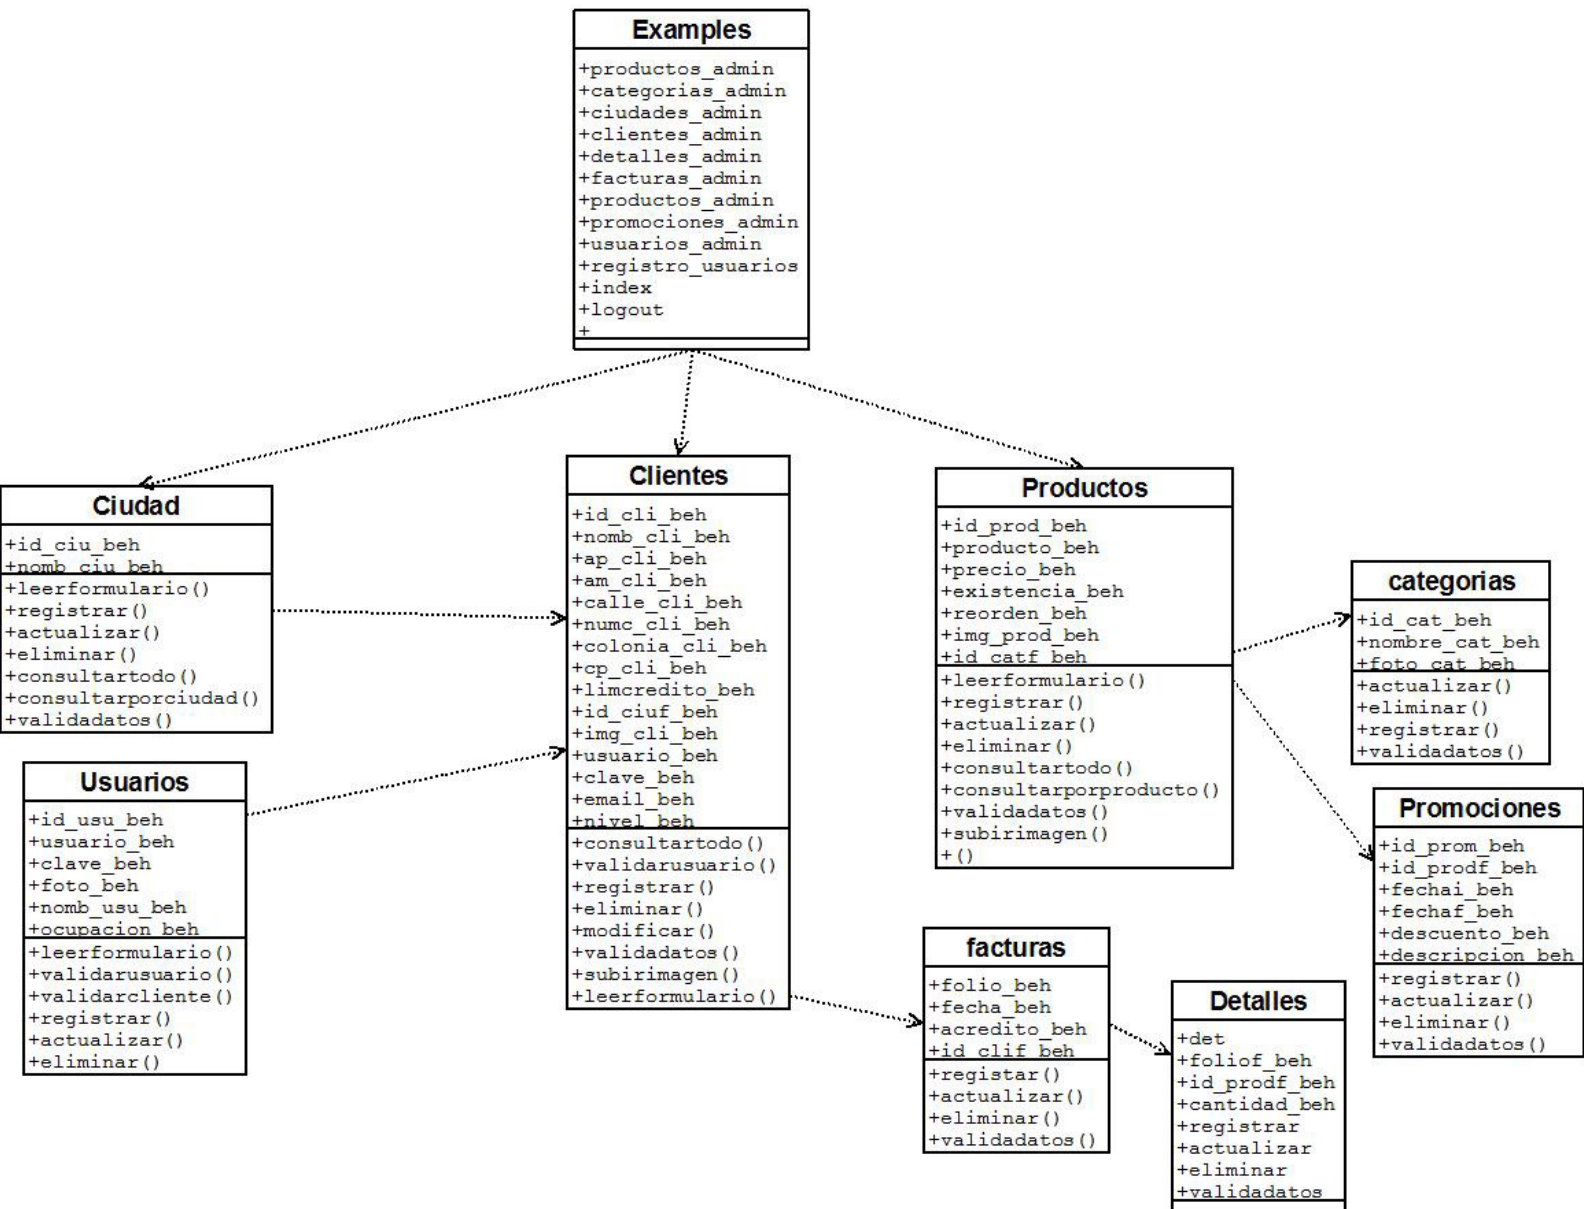 Examples
+productos_admin
+categorias_admin
+ciudades_admin
+clientes_admin
+detalles_admin
+facturas_admin
+productos_admin
+promociones_admin
+usuarios_admin
+registro_usuarios
+index
+logout
+
Ciudad
+id_ciu_beh
+nomb_ciu_beh
+leerformulario()
+registrar()
+actualizar()
+eliminar()
+consultartodo()
+consultarporciudad()
+validadatos()
Usuarios
+id_usu_beh
+usuario_beh
+clave_beh
+foto_beh
+nomb_usu_beh
+ocupacion_beh
+leerformulario()
+validarusuario()
+validarcliente()
+registrar()
+actualizar()
+eliminar()
Clientes
+id_cli_beh
+nomb_cli_beh
+ap_cli_beh
+am_cli_beh
+calle_cli_beh
+numc_cli_beh
+colonia_cli_beh
+cp_cli_beh
+limcredito_beh
+id_ciuf_beh
+img_cli_beh
+usuario_beh
+clave_beh
+email_beh
+nivel_beh
+consultartodo()
+validarusuario()
+registrar()
+eliminar()
+modificar()
+validadatos()
+subirimagen()
+leerformulario()
Productos
+id_prod_beh
+producto_beh
+precio_beh
+existencia_beh
+reorden_beh
+img_prod_beh
+id_catf_beh
+leerformulario()
+registrar()
+actualizar()
+eliminar()
+consultartodo()
+consultarporproducto()
+validadatos()
+subirimagen()
+()
categorias
+id_cat_beh
+nombre_cat_beh
+foto_cat_beh
+actualizar()
+eliminar()
+registrar()
+validadatos()
Promociones
+id_prom_beh
+id_prodf_beh
+fechai_beh
+fechaf_beh
+descuento_beh
+descripcion_beh
+registrar()
+actualizar()
+eliminar()
+validadatos()
facturas
+folio_beh
+fecha_beh
+acredito_beh
+id_clif_beh
+registar()
+actualizar()
+eliminar()
+validadatos()
Detalles
+det
+foliof_beh
+id_prodf_beh
+cantidad_beh
+registrar
+actualizar
+eliminar
+validadatos